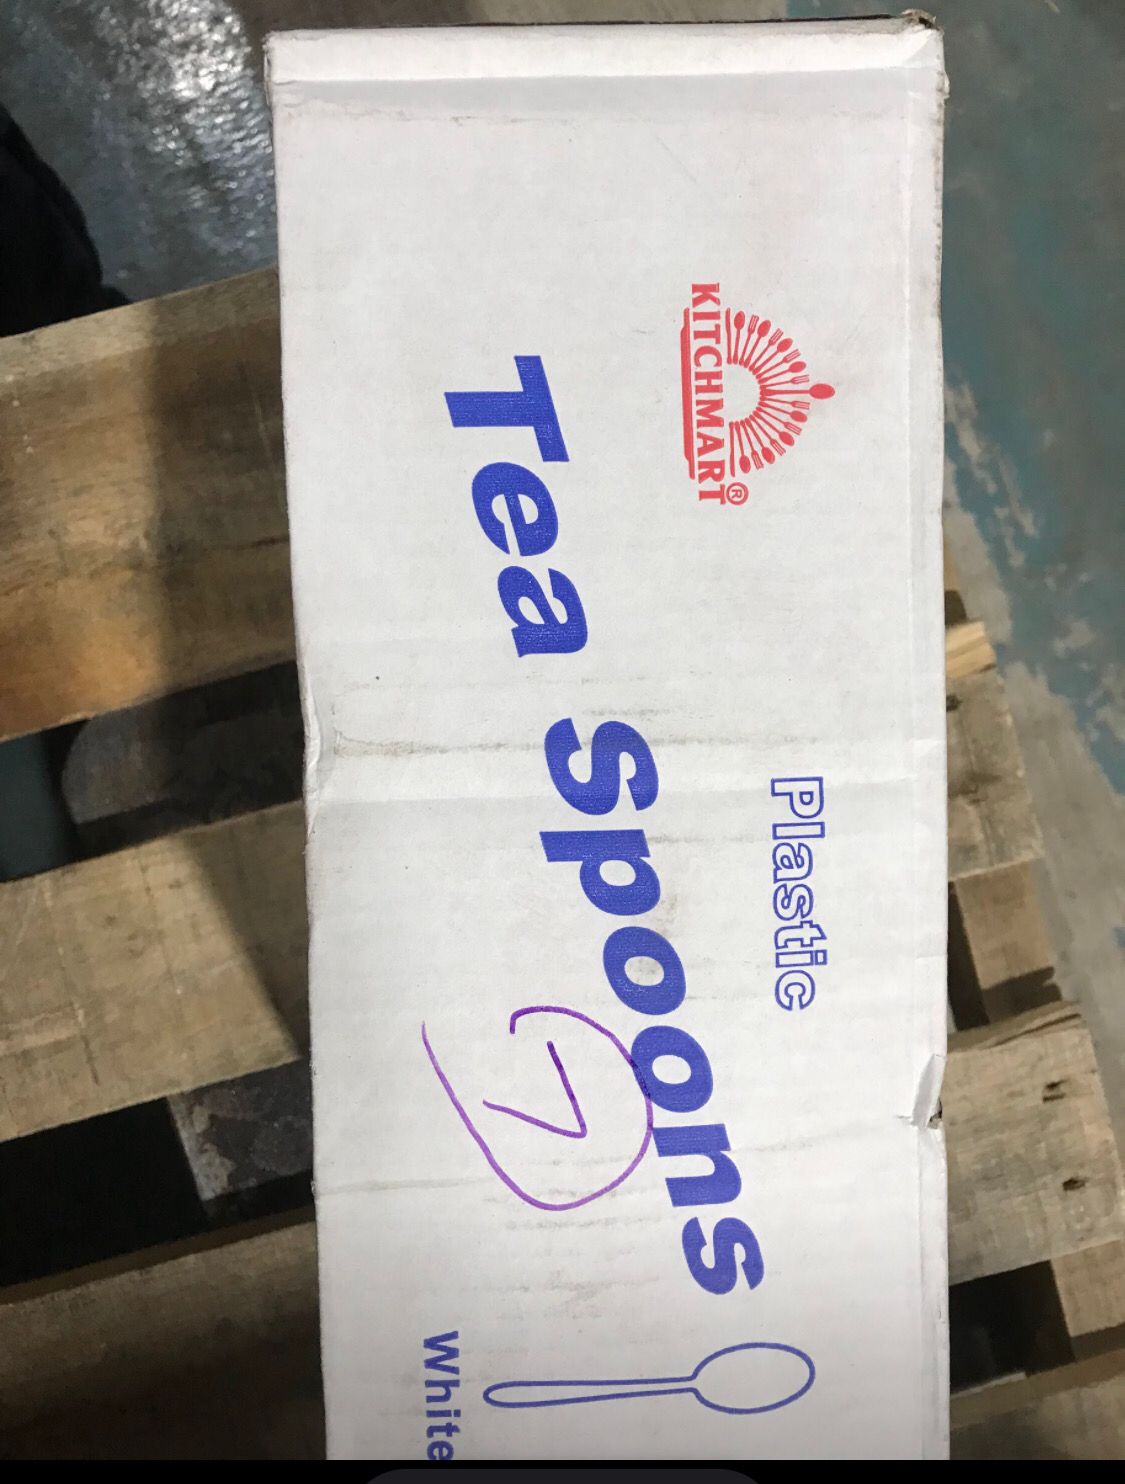 KITCHMART®
Plastic
Tea Spoons
7
White